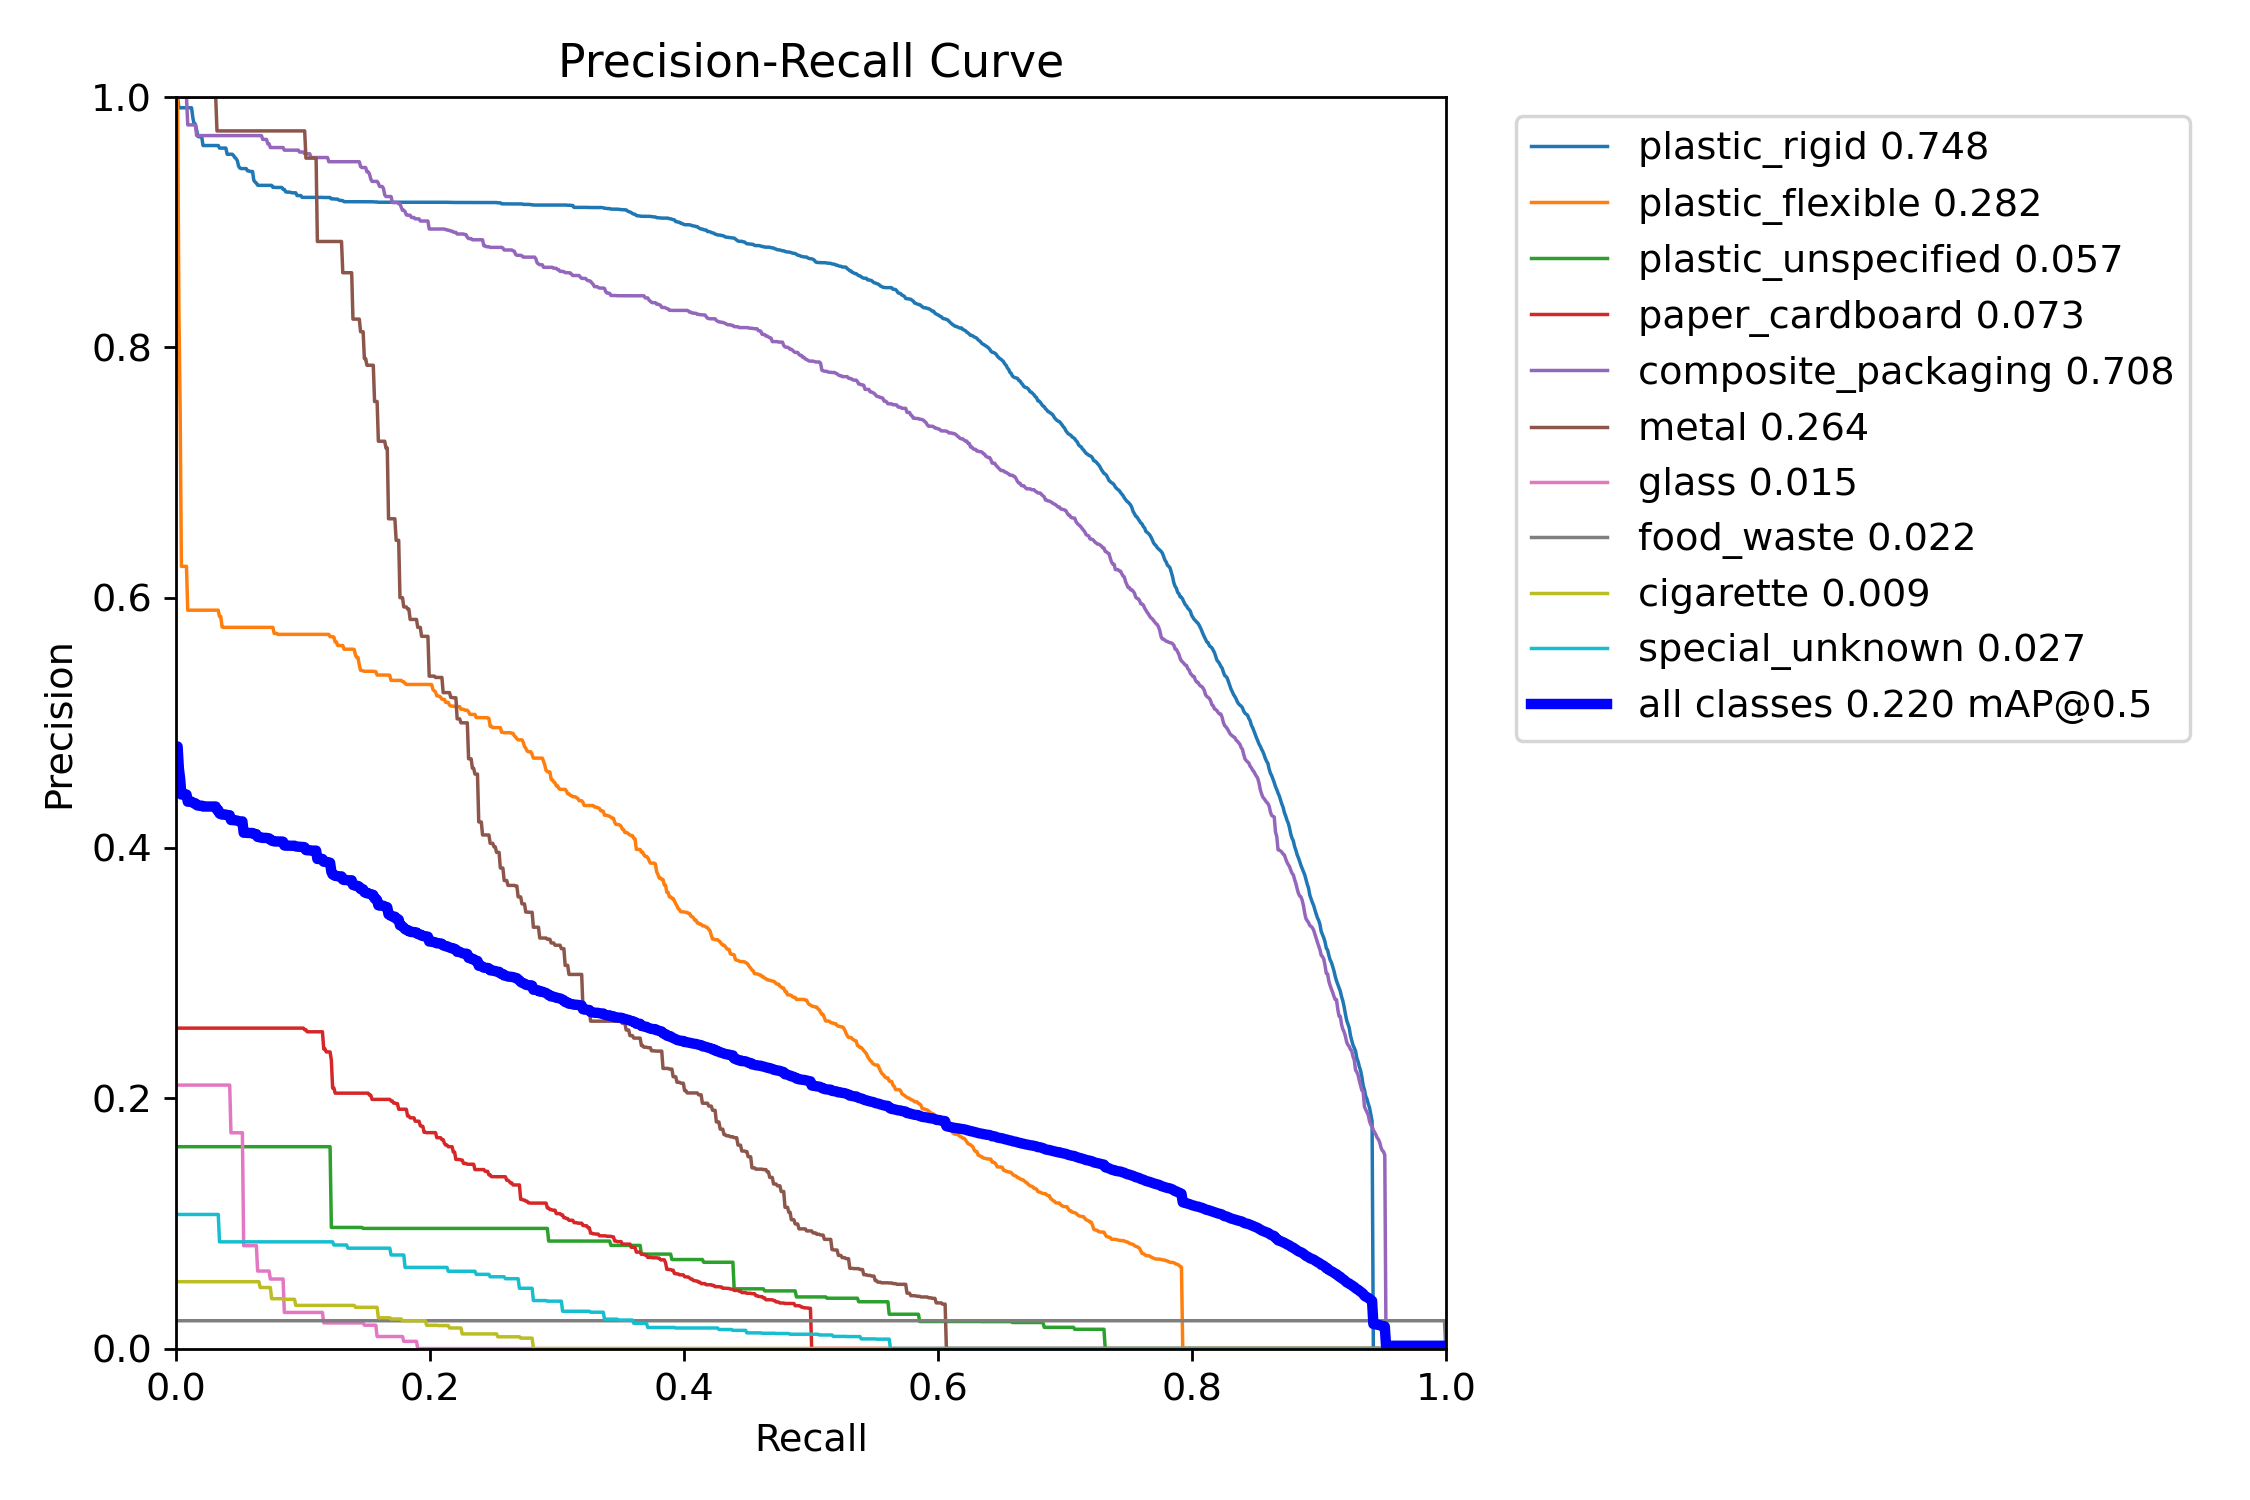 Precision-Recall Curve
1.0
0.8
0.6
0.4
0.2
0.0
Precision
0.0 0.2 0.4 0.6 0.8 1.0
Recall
plastic_rigid 0.748
plastic_flexible 0.282
plastic_unspecified 0.057
paper_cardboard 0.073
composite_packaging 0.708
metal 0.264
glass 0.015
food_waste 0.022
cigarette 0.009
special_unknown 0.027
all classes 0.220 mAP@0.5